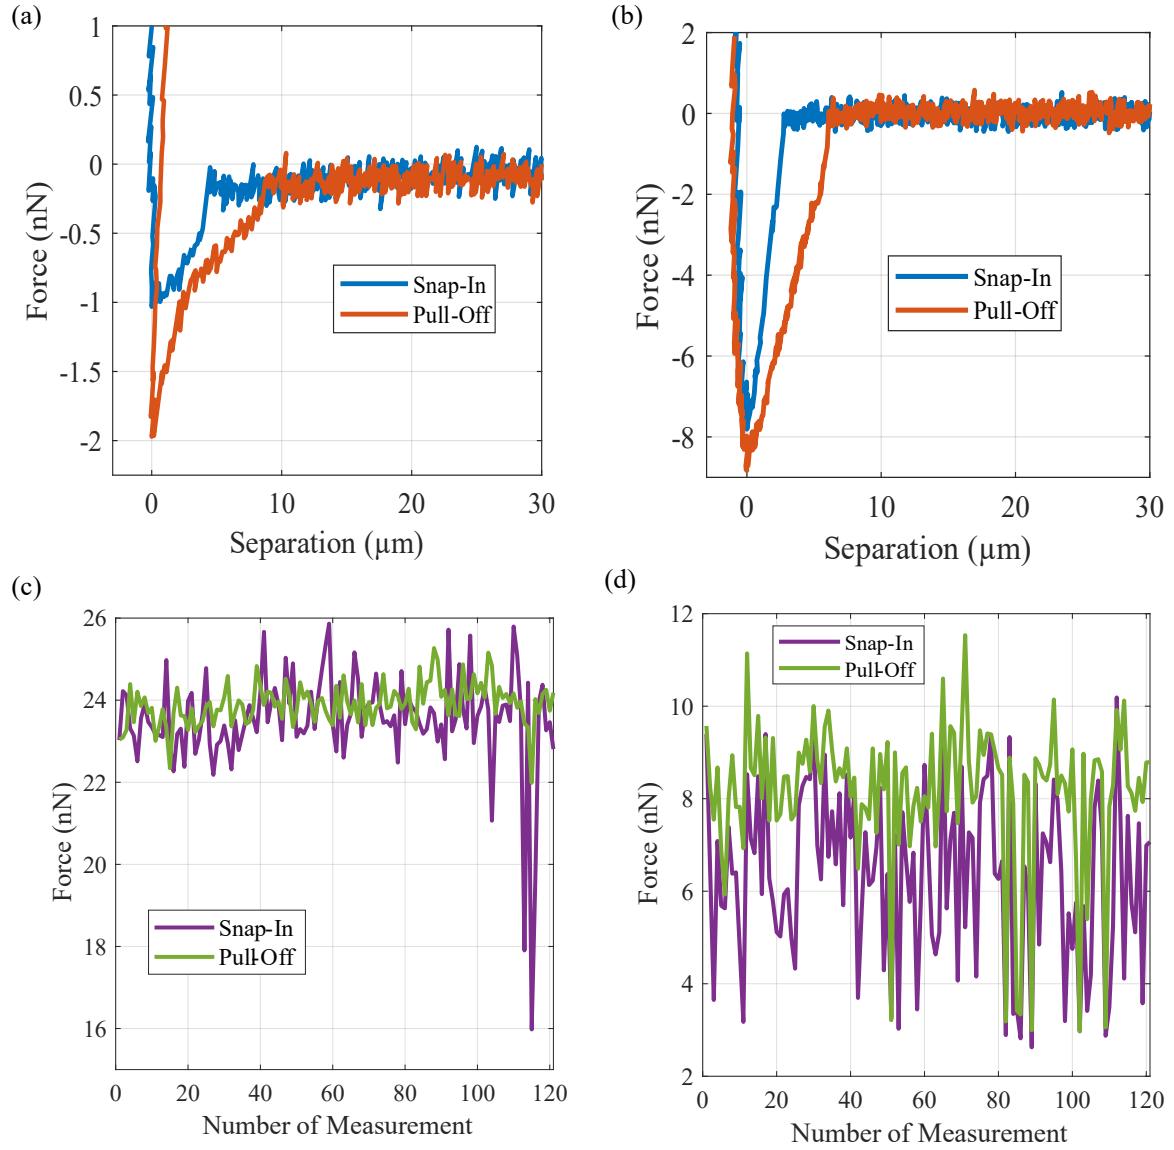 (a)
1
0.5
0
-0.5
-1
-1.5
-2
Force (nN)
Snap-In
Pull-Off
0
10
20
30
Separation (µm)
(b)
2
0
-2
-4
-6
-8
Force (nN)
Snap-In
Pull-Off
0
10
20
30
Separation (µm)
(c)
26
24
22
20
18
16
Force (nN)
Snap-In
Pull-Off
0
20
40
60
80
100
120
Number of Measurement
(d)
12
10
8
6
4
2
Force (nN)
Snap-In
Pull-Off
0
20
40
60
80
100
120
Number of Measurement